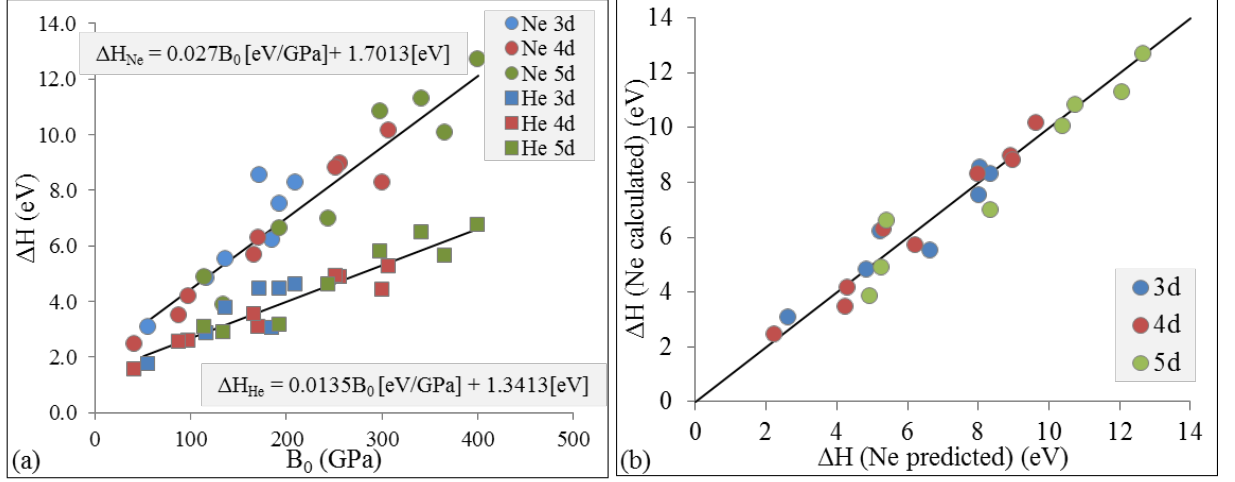 14.0
12.0
10.0
8.0
6.0
4.0
2.0
0.0
ΔH (eV)
ΔH_Ne = 0.027B₀ [eV/GPa]+ 1.7013[eV]
Ne 3d
Ne 4d
Ne 5d
He 3d
He 4d
He 5d
ΔH_He = 0.0135B₀ [eV/GPa] + 1.3413[eV]
0 100 200 300 400 500
(a) B₀ (GPa)
14
12
10
8
6
4
2
0
ΔH (Ne calculated) (eV)
3d
4d
5d
0 2 4 6 8 10 12 14
(b) ΔH (Ne predicted) (eV)